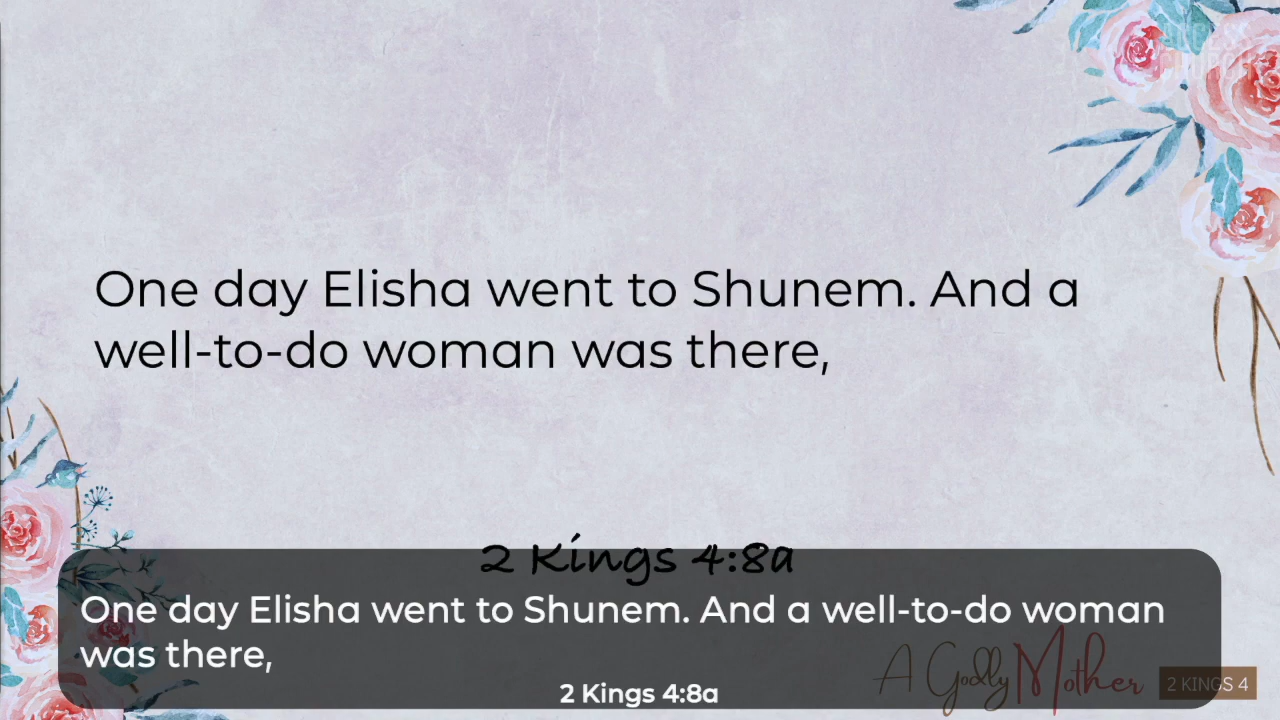 CHURCH
One day Elisha went to Shunem. And a
well-to-do woman was there,
2 Kings 4:8a
One day Elisha went to Shunem. And a well-to-do woman
was there,
2 Kings 4:8a
A Godly Mother
2 KINGS 4